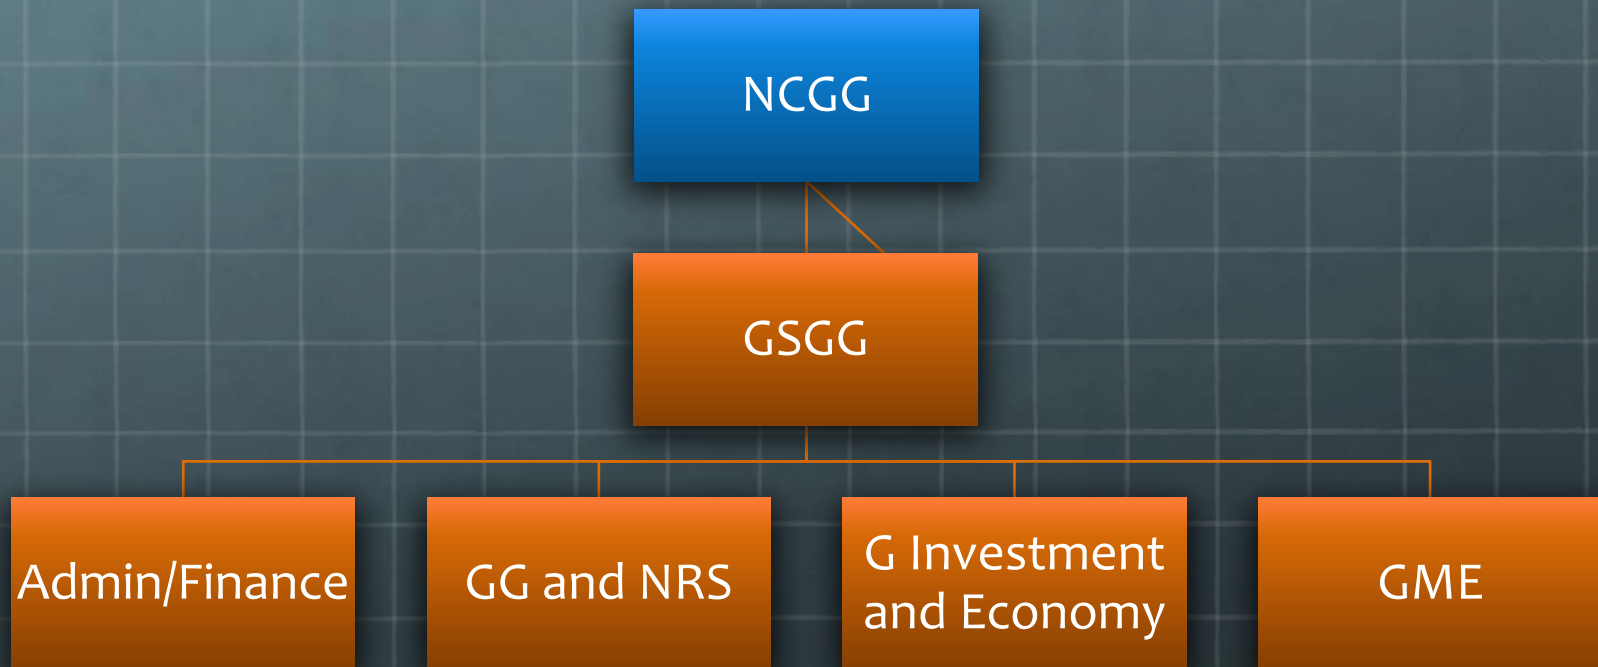 NCGG
GSGG
Admin/Finance
GG and NRS
G Investment
and Economy
GME